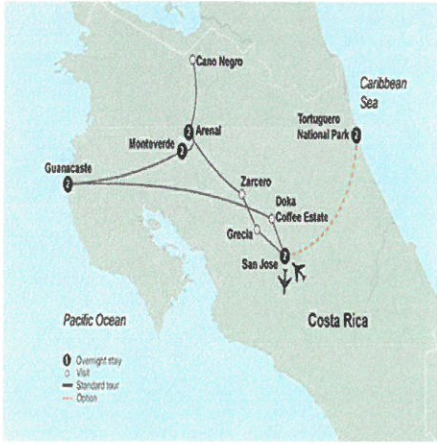 Cano Negro
Caribbean
Sea
Tortuguero
National Park
2
2
Arenal
Monteverde
2
Guanacaste
2
Zarcero
Doka
Coffee Estate
Grecia
San Jose
2
Pacific Ocean
Costa Rica
Overnight stay
Visit
Standard tour
Option